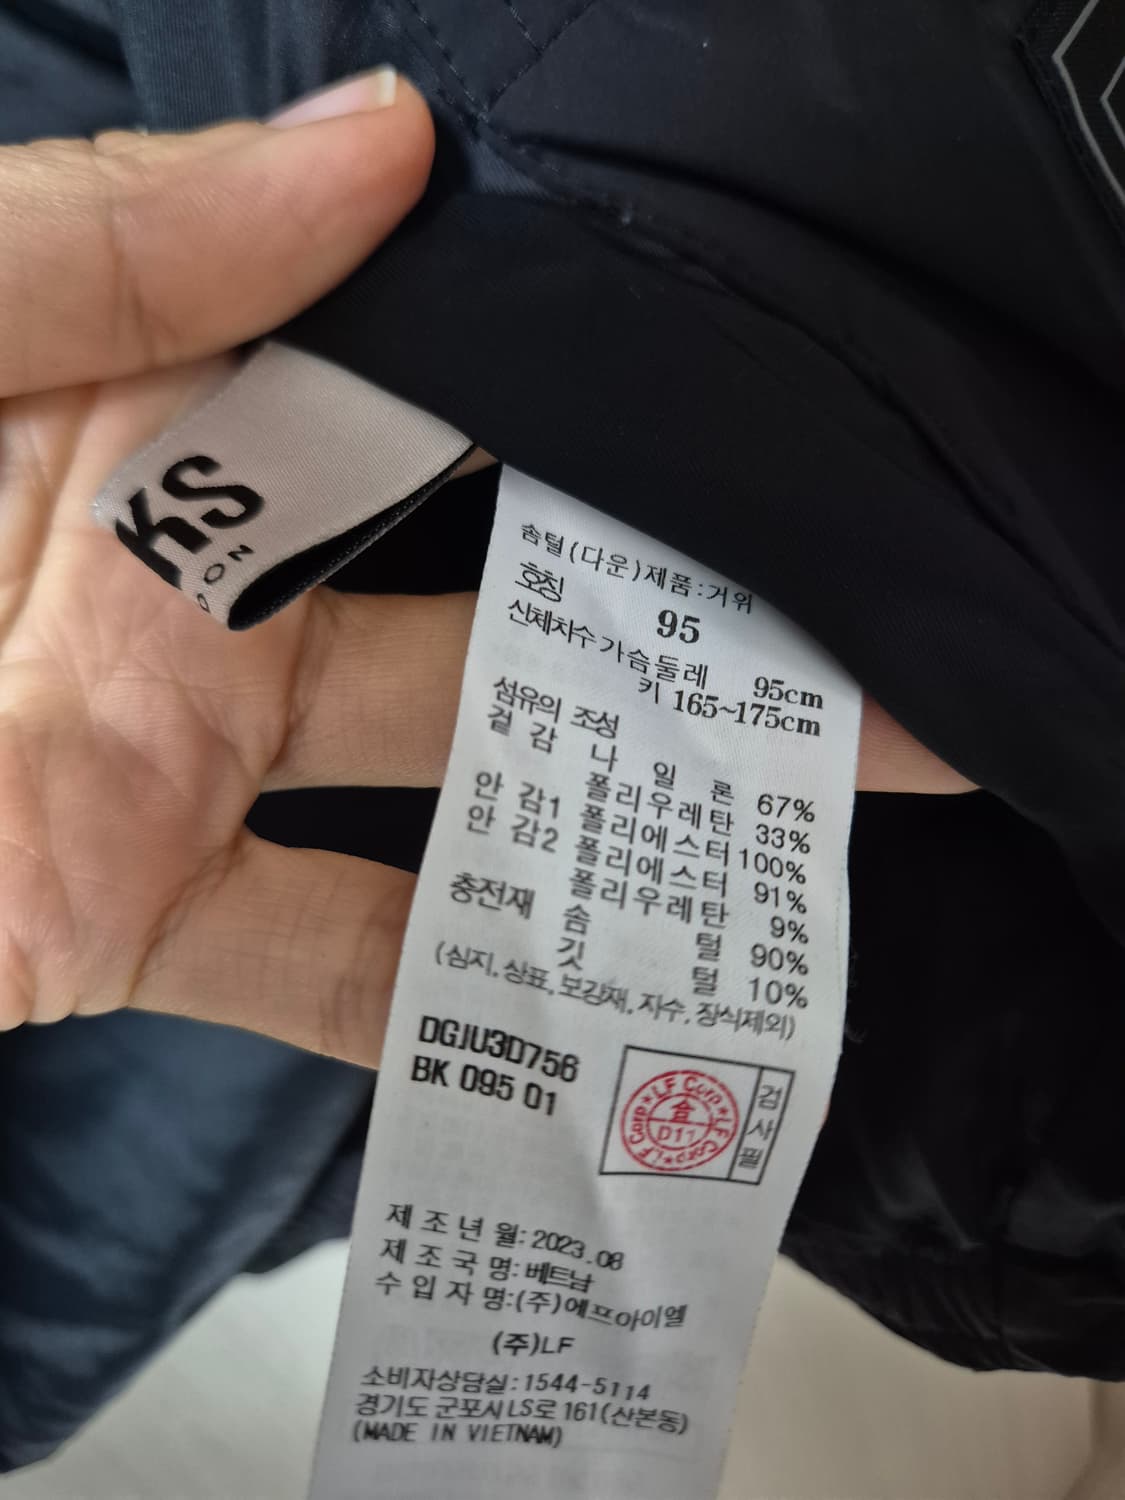 KS
솜털(다운)제품:거위
호칭 95
신체치수 가슴둘레 95cm
키 165~175cm
섬유의 조성
겉 감 나 일 론 67%
폴리우레탄 33%
안 감1 폴리에스터 100%
안 감2 폴리에스터 91%
폴리우레탄 9%
충전재 솜 털 90%
깃 털 10%
(심지, 상표, 보강재, 자수, 장식제외)
DGJU3D756
BK 095 01
LF Corp★LF Corp★LF Corp★
合
D11
검사필
제 조 년 월: 2023.08
제 조 국 명: 베트남
수 입 자 명:(주)에프아이엘
(주)LF
소비자상담실:1544-5114
경기도 군포시 LS로 161(산본동)
(MADE IN VIETNAM)